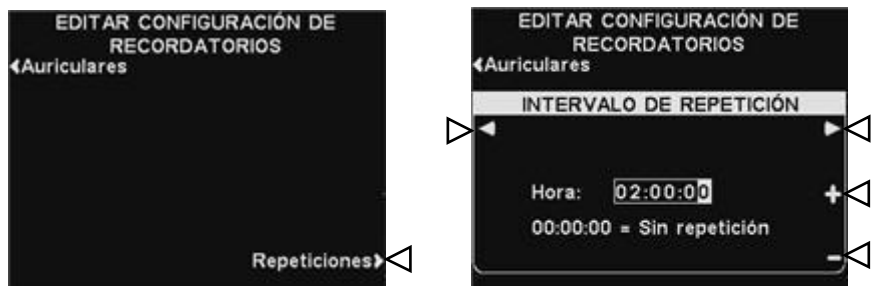 EDITAR CONFIGURACIÓN DE
RECORDATORIOS
Auriculares
Repeticiones
EDITAR CONFIGURACIÓN DE
RECORDATORIOS
Auriculares
INTERVALO DE REPETICIÓN
Hora: 02:00:00
00:00:00 = Sin repetición